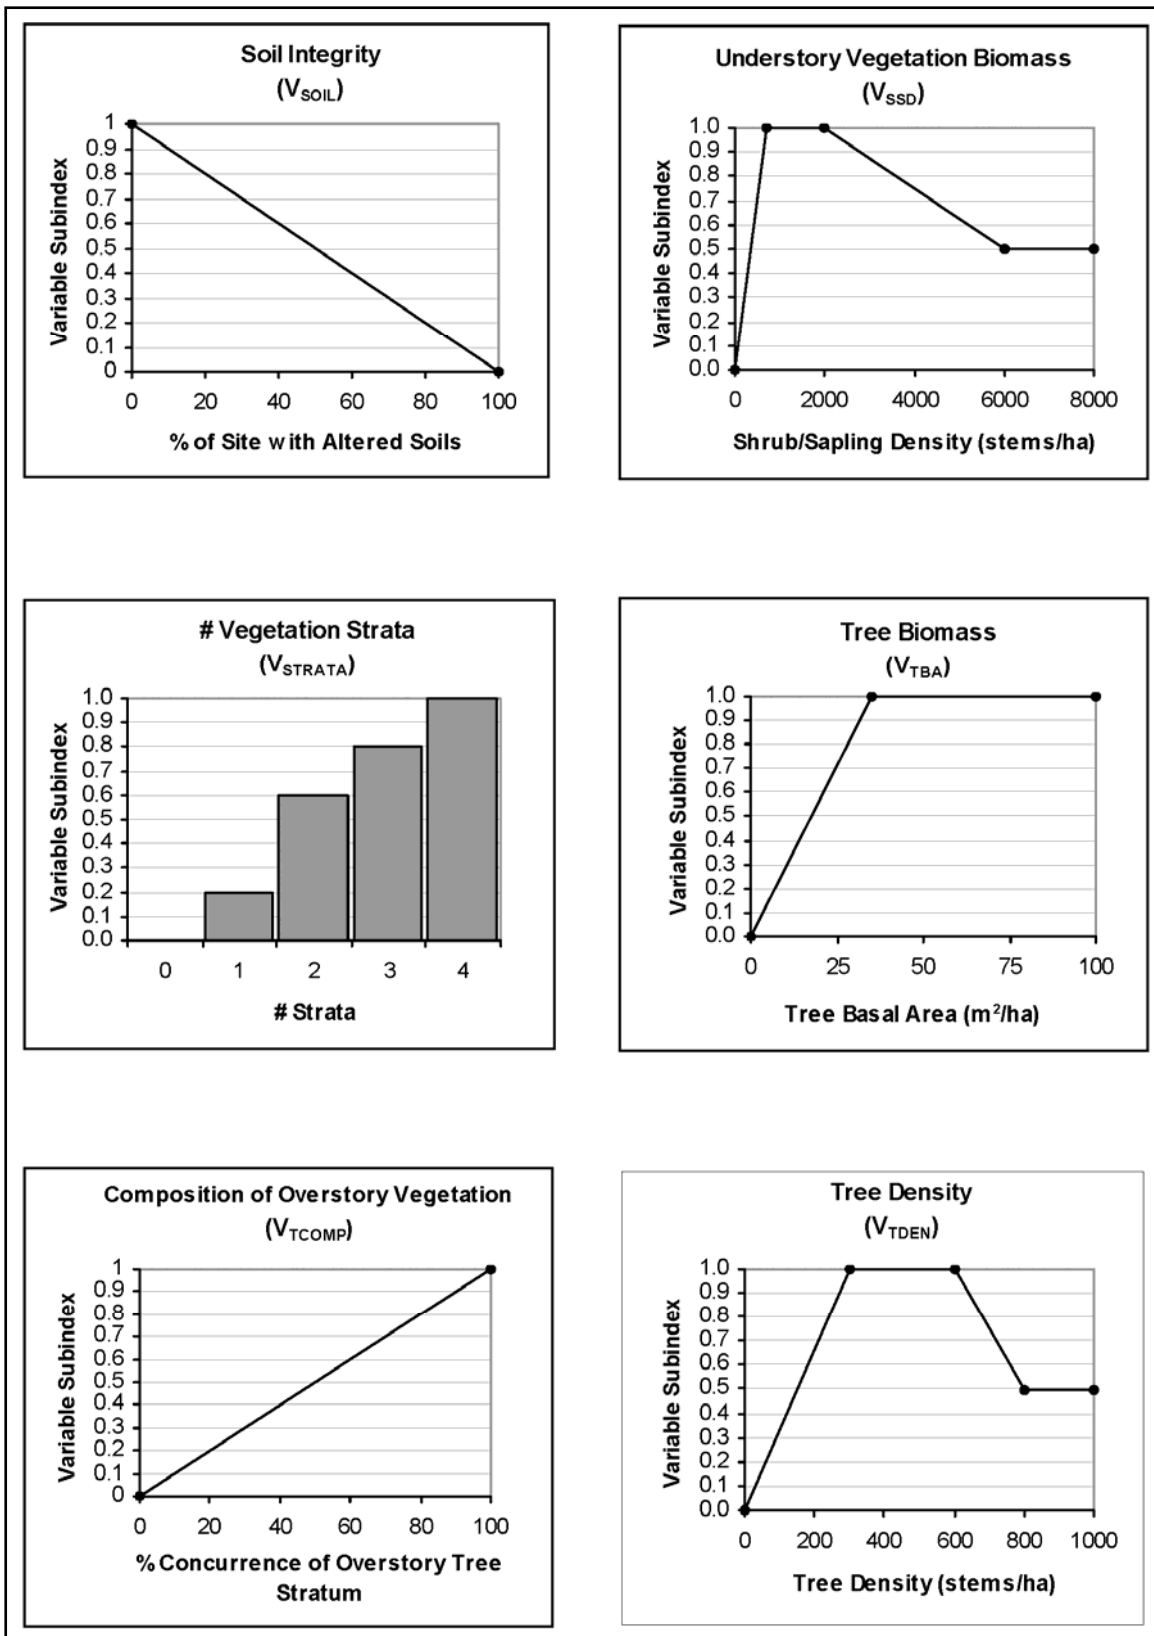 Soil Integrity
(V_SOIL)
1
0.9
0.8
0.7
0.6
0.5
0.4
0.3
0.2
0.1
0
Variable Subindex
0 20 40 60 80 100
% of Site with Altered Soils
Understory Vegetation Biomass
(V_SSD)
1.0
0.9
0.8
0.7
0.6
0.5
0.4
0.3
0.2
0.1
0.0
Variable Subindex
0 2000 4000 6000 8000
Shrub/Sapling Density (stems/ha)
# Vegetation Strata
(V_STRATA)
1.0
0.9
0.8
0.7
0.6
0.5
0.4
0.3
0.2
0.1
0.0
Variable Subindex
0 1 2 3 4
# Strata
Tree Biomass
(V_TBA)
1.0
0.9
0.8
0.7
0.6
0.5
0.4
0.3
0.2
0.1
0.0
Variable Subindex
0 25 50 75 100
Tree Basal Area (m²/ha)
Composition of Overstory Vegetation
(V_TCOMP)
1
0.9
0.8
0.7
0.6
0.5
0.4
0.3
0.2
0.1
0
Variable Subindex
0 20 40 60 80 100
% Concurrence of Overstory Tree
Stratum
Tree Density
(V_TDEN)
1.0
0.9
0.8
0.7
0.6
0.5
0.4
0.3
0.2
0.1
0.0
Variable Subindex
0 200 400 600 800 1000
Tree Density (stems/ha)